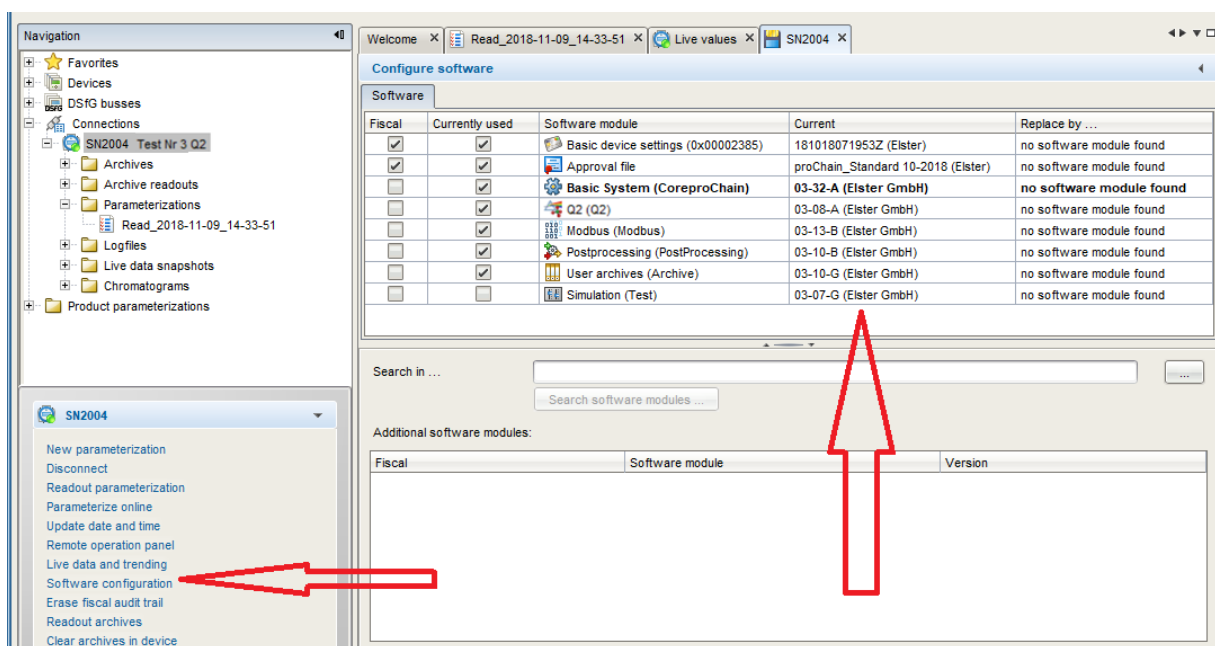 Navigation
Favorites
Devices
DSfG DSfG busses
Connections
SN2004 Test Nr 3 Q2
Archives
Archive readouts
Parameterizations
Read_2018-11-09_14-33-51
Logfiles
Live data snapshots
Chromatograms
Product parameterizations
SN2004
New parameterization
Disconnect
Readout parameterization
Parameterize online
Update date and time
Remote operation panel
Live data and trending
Software configuration
Erase fiscal audit trail
Readout archives
Clear archives in device
Welcome Read_2018-11-09_14-33-51 Live values SN2004
Configure software
Software
Fiscal Currently used Software module Current Replace by ...
Basic device settings (0x00002385) 181018071953Z (Elster) no software module found
Approval file proChain_Standard 10-2018 (Elster) no software module found
Basic System (CoreproChain) 03-32-A (Elster GmbH) no software module found
Q2 (Q2) 03-08-A (Elster GmbH) no software module found
Modbus (Modbus) 03-13-B (Elster GmbH) no software module found
Postprocessing (PostProcessing) 03-10-B (Elster GmbH) no software module found
User archives (Archive) 03-10-G (Elster GmbH) no software module found
Simulation (Test) 03-07-G (Elster GmbH) no software module found
Search in ... ...
Search software modules ...
Additional software modules:
Fiscal Software module Version